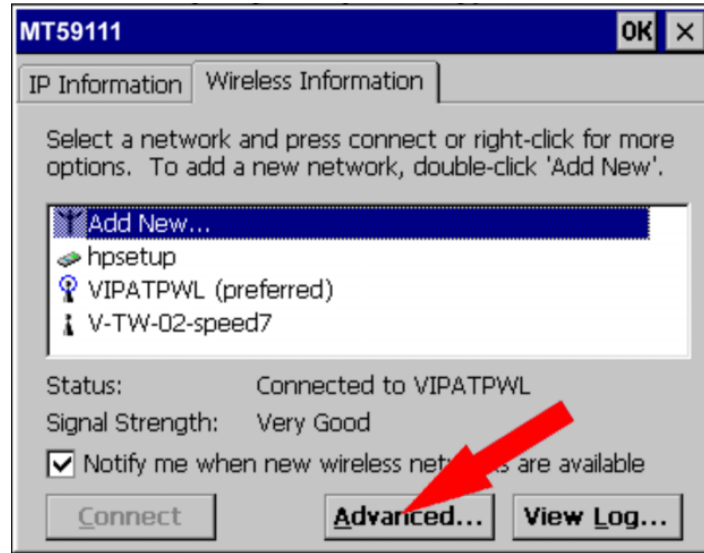 MT59111 OK ×
IP Information Wireless Information
Select a network and press connect or right-click for more
options. To add a new network, double-click 'Add New'.
Add New...
hpsetup
VIPATPWL (preferred)
V-TW-02-speed7
Status: Connected to VIPATPWL
Signal Strength: Very Good
Notify me when new wireless networks are available
Connect Advanced... View Log...